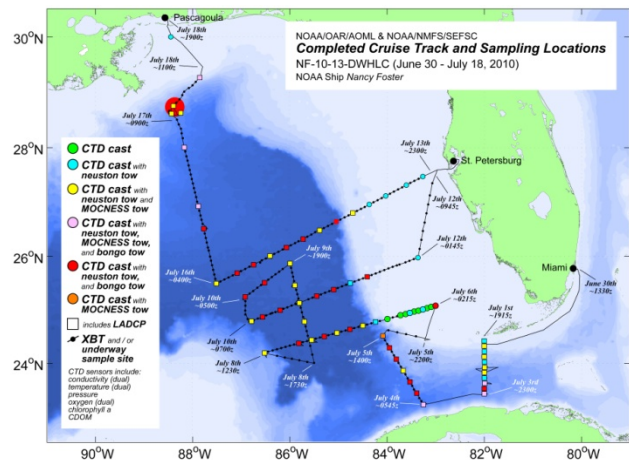 NOAA/OAR/AOML & NOAA/NMFS/SEFSC
Completed Cruise Track and Sampling Locations
NF-10-13-DWHLC (June 30 - July 18, 2010)
NOAA Ship Nancy Foster
30°N
28°N
26°N
24°N
90°W
88°W
86°W
84°W
82°W
80°W
Pascagoula
July 18th
~1900z
July 18th
~1100z
July 17th
~0900z
July 13th
~2300z
St. Petersburg
July 12th
~0945z
July 12th
~0145z
July 9th
~1900z
July 16th
~0400z
July 10th
~0500z
July 10th
~0700z
July 8th
~1230z
July 8th
~1730z
July 6th
~0215z
July 5th
~2200z
July 5th
~1400z
July 4th
~0545z
July 3rd
~2300z
July 1st
~1915z
Miami
June 30th
~1330z
CTD cast
CTD cast with
neuston tow
CTD cast with
neuston tow and
MOCNESS tow
CTD cast with
neuston tow,
MOCNESS tow,
and bongo tow
CTD cast with
neuston tow,
and bongo tow
CTD cast with
MOCNESS tow
includes LADCP
XBT and / or
underway
sample site
CTD sensors include:
conductivity (dual)
temperature (dual)
pressure
oxygen (dual)
chlorophyll a
CDOM